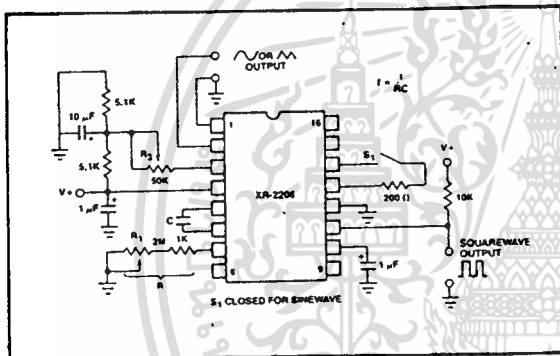 OR
OUTPUT
f = 1/RC
5.1K
10 µF
+
R3
5.1K
50K
V+
1 µF
+
C
R1
2M
1K
R
1
16
XR-2206
S1
V+
200 Ω
10K
SQUAREWAVE
OUTPUT
8
9
+
1 µF
S1 CLOSED FOR SINEWAVE